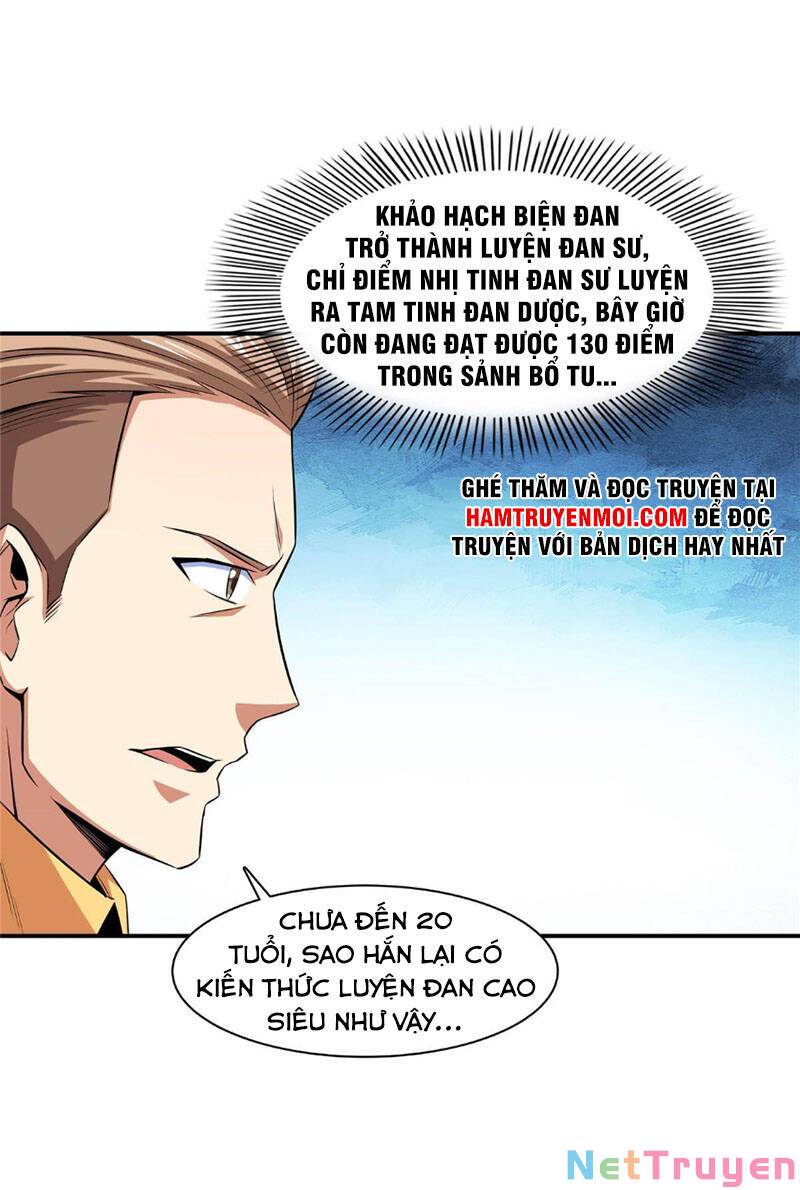 KHẢO HẠCH BIỆN ĐAN
TRỞ THÀNH LUYỆN ĐAN SƯ,
CHỈ ĐIỂM NHỊ TINH ĐAN SƯ LUYỆN
RA TAM TINH ĐAN DƯỢC, BÂY GIỜ
CÒN ĐANG ĐẠT ĐƯỢC 130 ĐIỂM
TRONG SẢNH BỔ TU...
GHÉ THĂM VÀ ĐỌC TRUYỆN TẠI
HAMTRUYENMOI.COM ĐỂ ĐỌC
TRUYỆN VỚI BẢN DỊCH HAY NHẤT
CHƯA ĐẾN 20
TUỔI, SAO HẮN LẠI CÓ
KIẾN THỨC LUYỆN ĐAN CAO
SIÊU NHƯ VẬY...
NetTruyen